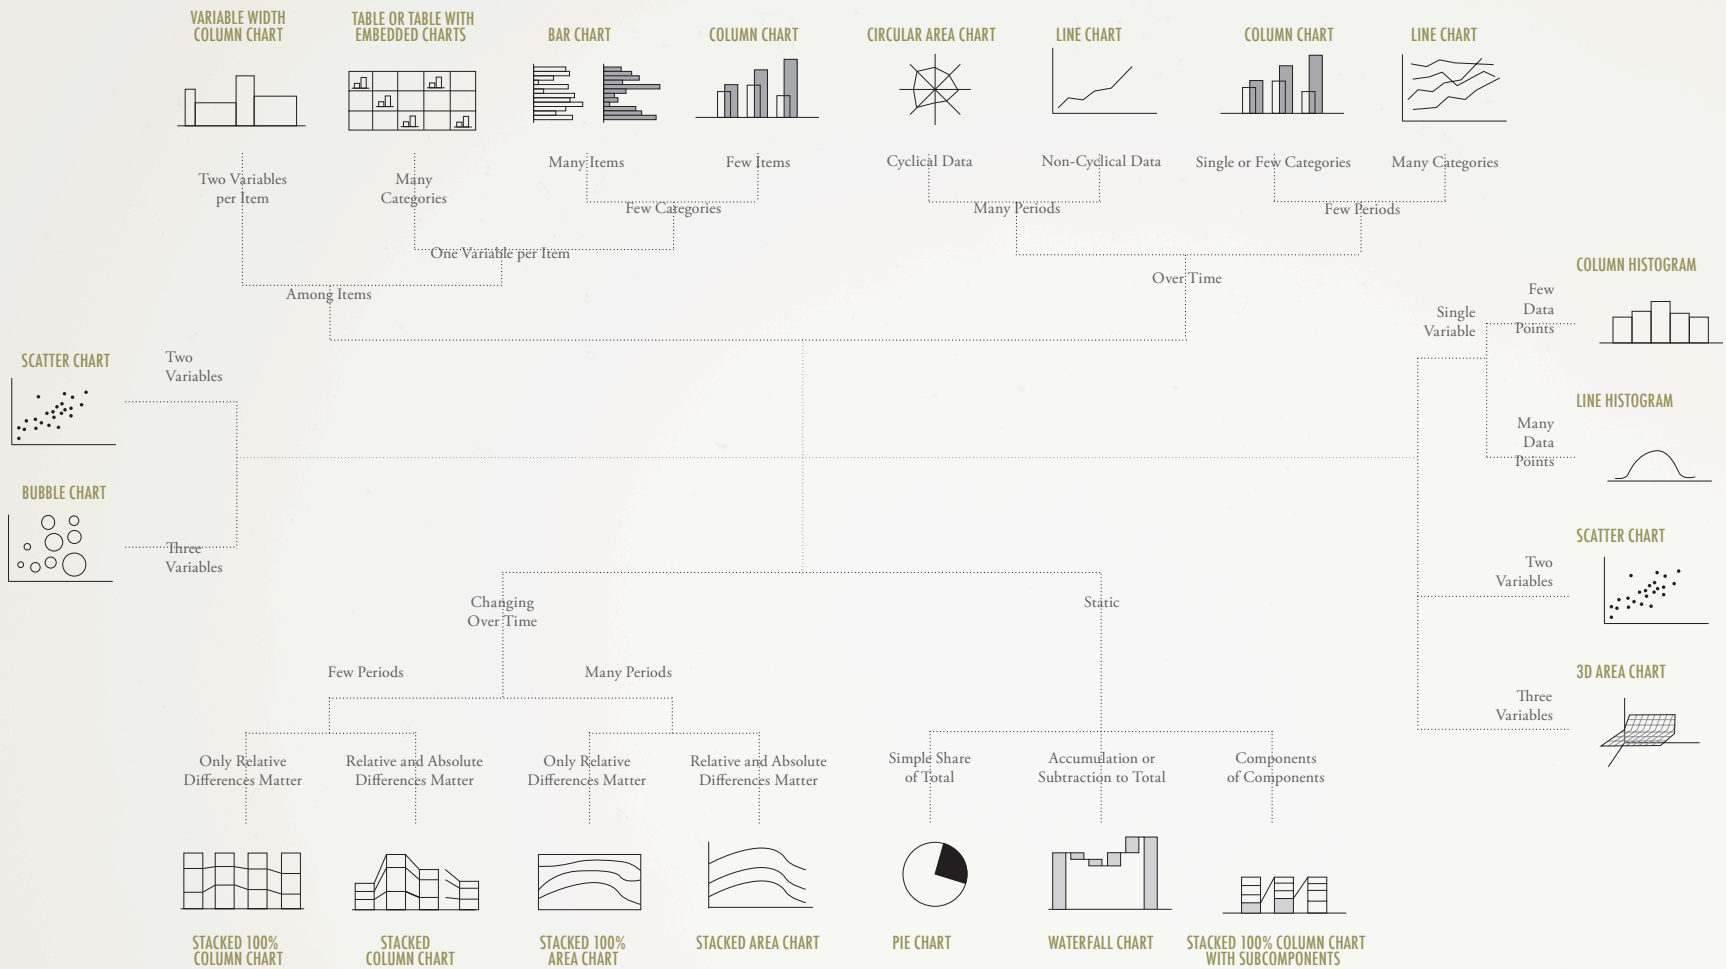 VARIABLE WIDTH
COLUMN CHART
TABLE OR TABLE WITH
EMBEDDED CHARTS
BAR CHART
COLUMN CHART
CIRCULAR AREA CHART
LINE CHART
COLUMN CHART
LINE CHART
Two Variables
per Item
Many
Categories
Many Items
Few Items
Cyclical Data
Non-Cyclical Data
Single or Few Categories
Many Categories
Few Categories
Many Periods
Few Periods
One Variable per Item
Among Items
Over Time
SCATTER CHART
Two
Variables
BUBBLE CHART
Three
Variables
Single
Variable
Few
Data
Points
COLUMN HISTOGRAM
Many
Data
Points
LINE HISTOGRAM
Two
Variables
SCATTER CHART
Three
Variables
3D AREA CHART
Changing
Over Time
Static
Few Periods
Many Periods
Only Relative
Differences Matter
Relative and Absolute
Differences Matter
Only Relative
Differences Matter
Relative and Absolute
Differences Matter
Simple Share
of Total
Accumulation or
Subtraction to Total
Components
of Components
STACKED 100%
COLUMN CHART
STACKED
COLUMN CHART
STACKED 100%
AREA CHART
STACKED AREA CHART
PIE CHART
WATERFALL CHART
STACKED 100% COLUMN CHART
WITH SUBCOMPONENTS